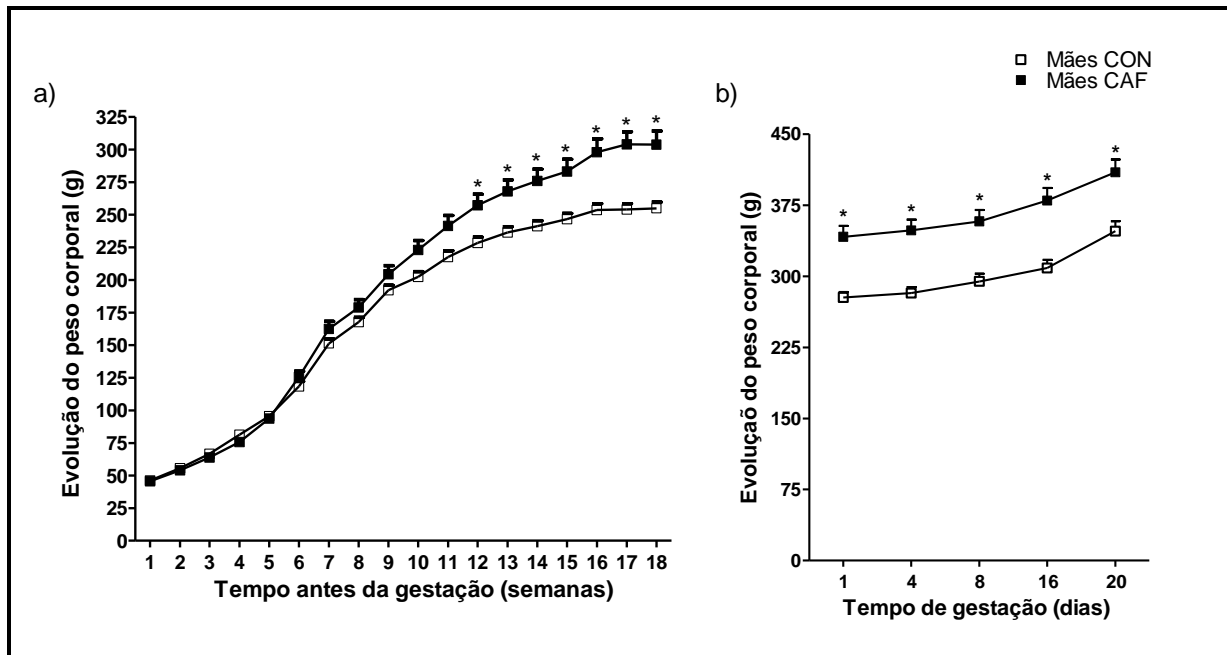 Mães CON
Mães CAF
a)
Evolução do peso corporal (g)
325
300
275
250
225
200
175
150
125
100
75
50
25
0
* * * * * * *
1 2 3 4 5 6 7 8 9 10 11 12 13 14 15 16 17 18
Tempo antes da gestação (semanas)
b)
Evoluçaõ do peso corporal (g)
450
375
300
225
150
75
0
* * * * *
1 4 8 16 20
Tempo de gestação (dias)